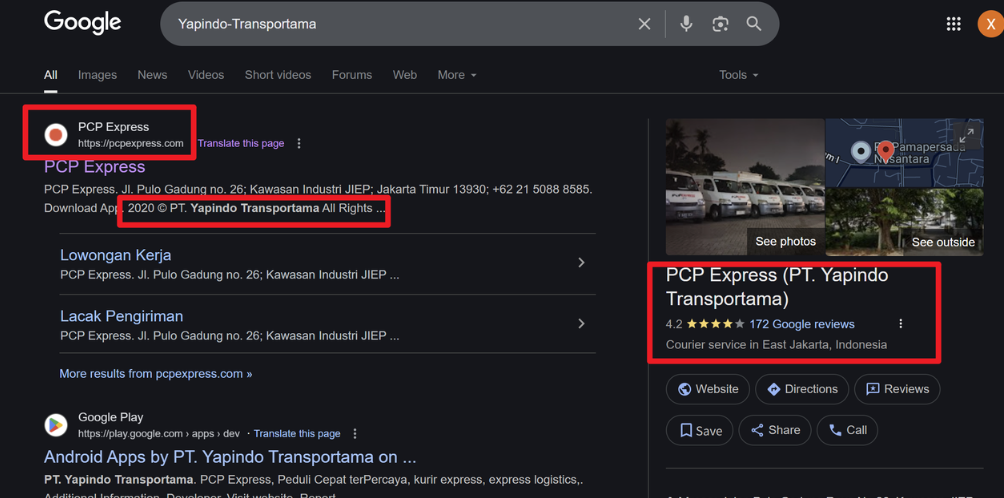 Google
Yapindo-Transportama
X
All
Images
News
Videos
Short videos
Forums
Web
More
Tools
PCP Express
https://pcpexpress.com
Translate this page
PCP Express
PCP Express. Jl. Pulo Gadung no. 26; Kawasan Industri JIEP; Jakarta Timur 13930; +62 21 5088 8585.
Download App. 2020 © PT. Yapindo Transportama All Rights ...
Lowongan Kerja
PCP Express. Jl. Pulo Gadung no. 26; Kawasan Industri JIEP ...
Lacak Pengiriman
PCP Express. Jl. Pulo Gadung no. 26; Kawasan Industri JIEP ...
More results from pcpexpress.com »
Google Play
https://play.google.com › apps › dev · Translate this page
Android Apps by PT. Yapindo Transportama on ...
PT. Yapindo Transportama. PCP Express, Peduli Cepat terPercaya, kurir express, express logistics,.
Additional Information. Developer. Visit website. Report
Pamapersada
Nusantara
See photos
See outside
PCP Express (PT. Yapindo
Transportama)
4.2 ★★★★★ 172 Google reviews
Courier service in East Jakarta, Indonesia
Website
Directions
Reviews
Save
Share
Call